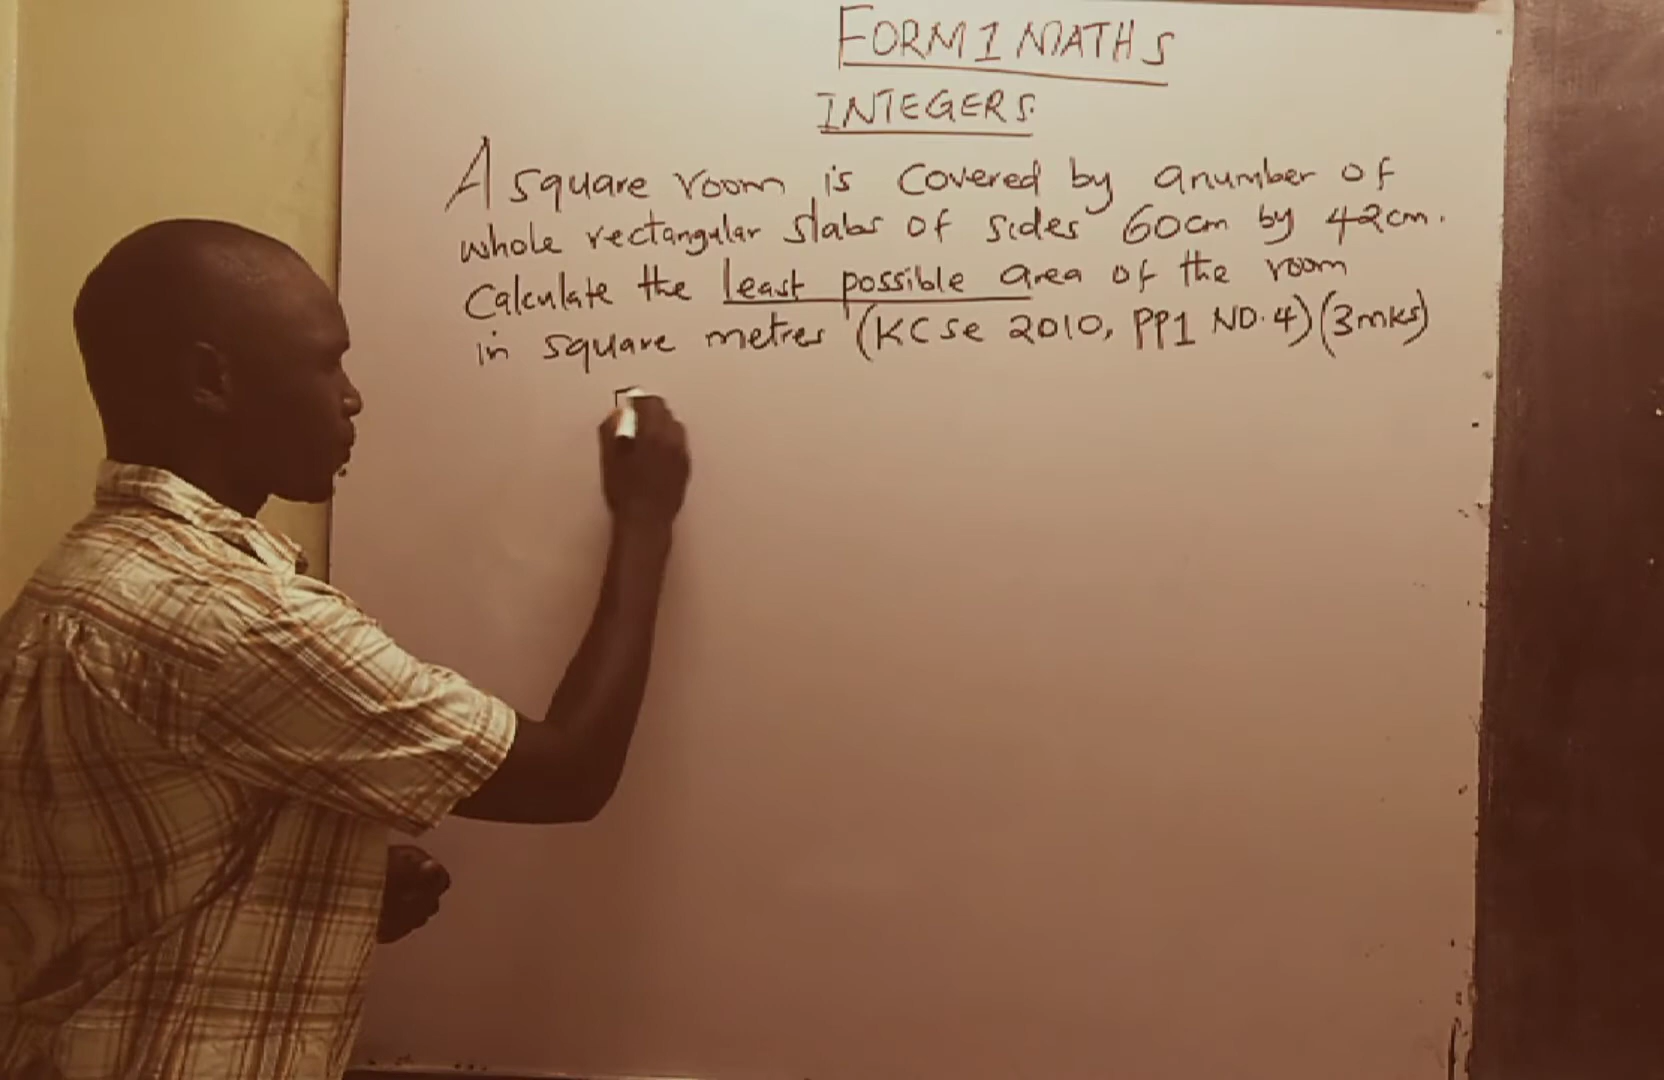 FORM 1 MATHS
INTEGERS.
A square room is covered by anumber of
whole rectangular slabs of sides 60cm by 42cm.
Calculate the least possible area of the room
in square metres (KCSe 2010, PP1 NO.4) (3mks)